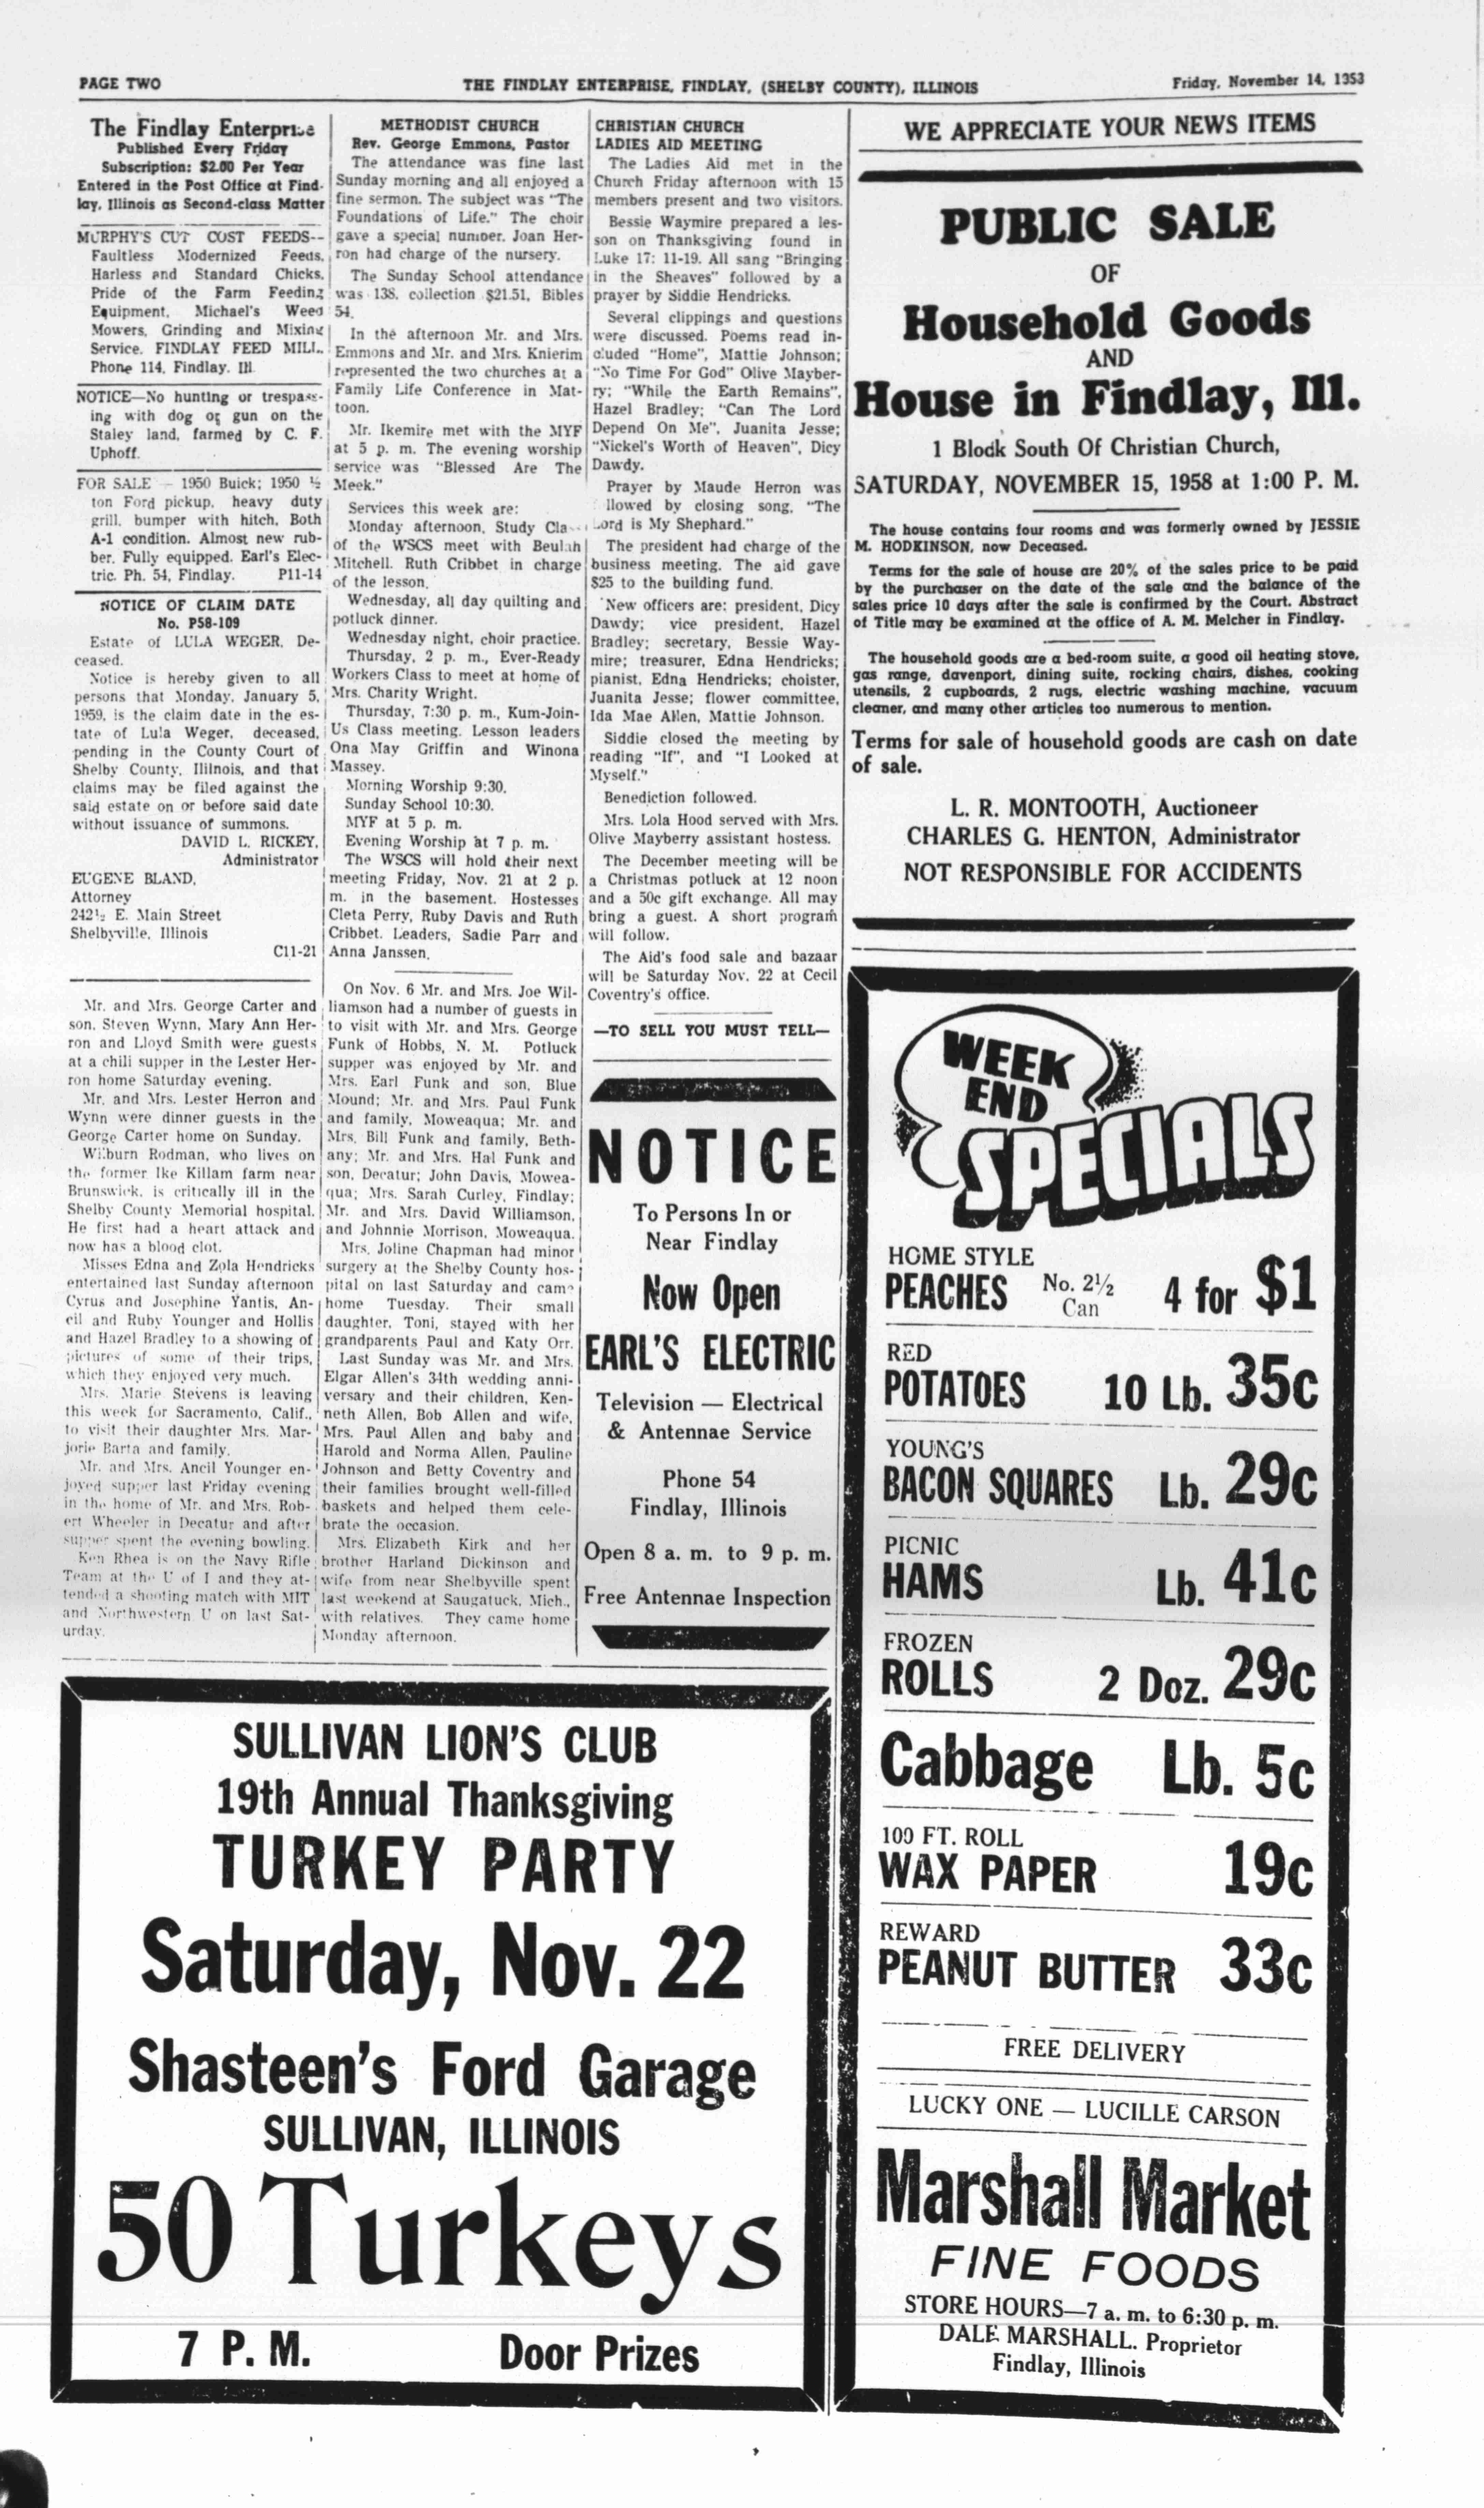 PAGE TWO
THE FINDLAY ENTERPRISE, FINDLAY, (SHELBY COUNTY), ILLINOIS
Friday, November 14, 1958
The Findlay Enterprise
Published Every Friday
Subscription: $2.00 Per Year
Entered in the Post Office at Find-
lay, Illinois as Second-class Matter
MURPHY'S CUT COST FEEDS--
Faultless Modernized Feeds,
Harless and Standard Chicks,
Pride of the Farm Feeding
Equipment, Michael's Weed
Mowers, Grinding and Mixing
Service. FINDLAY FEED MILL.
Phone 114, Findlay, Ill.
NOTICE—No hunting or trespass-
ing with dog or gun on the
Staley land, farmed by C. F.
Uphoff.
FOR SALE — 1950 Buick; 1950 ½
ton Ford pickup, heavy duty
grill, bumper with hitch, Both
A-1 condition. Almost new rub-
ber. Fully equipped. Earl's Elec-
tric. Ph. 54, Findlay. P11-14
NOTICE OF CLAIM DATE
No. P58-109
Estate of LULA WEGER, De-
ceased.
Notice is hereby given to all
persons that Monday, January 5,
1959, is the claim date in the es-
tate of Lula Weger, deceased,
pending in the County Court of
Shelby County, Ililnois, and that
claims may be filed against the
said estate on or before said date
without issuance of summons.
DAVID L. RICKEY,
Administrator
EUGENE BLAND,
Attorney
242½ E. Main Street
Shelbyville, Illinois
C11-21
Mr. and Mrs. George Carter and
son, Steven Wynn, Mary Ann Her-
ron and Lloyd Smith were guests
at a chili supper in the Lester Her-
ron home Saturday evening.
Mr. and Mrs. Lester Herron and
Wynn were dinner guests in the
George Carter home on Sunday.
Wilburn Rodman, who lives on
the former Ike Killam farm near
Brunswick, is critically ill in the
Shelby County Memorial hospital.
He first had a heart attack and
now has a blood clot.
Misses Edna and Zola Hendricks
entertained last Sunday afternoon
Cyrus and Josephine Yantis, An-
cil and Ruby Younger and Hollis
and Hazel Bradley to a showing of
pictures of some of their trips,
which they enjoyed very much.
Mrs. Marie Stevens is leaving
this week for Sacramento, Calif.,
to visit their daughter Mrs. Mar-
jorie Barta and family.
Mr. and Mrs. Ancil Younger en-
joyed supper last Friday evening
in the home of Mr. and Mrs. Rob-
ert Wheeler in Decatur and after
supper spent the evening bowling.
Ken Rhea is on the Navy Rifle
Team at the U of I and they at-
tended a shooting match with MIT
and Northwestern U on last Sat-
urday.
METHODIST CHURCH
Rev. George Emmons, Pastor
The attendance was fine last
Sunday morning and all enjoyed a
fine sermon. The subject was "The
Foundations of Life." The choir
gave a special number. Joan Her-
ron had charge of the nursery.
The Sunday School attendance
was 138, collection $21.51, Bibles
54.
In the afternoon Mr. and Mrs.
Emmons and Mr. and Mrs. Knierim
represented the two churches at a
Family Life Conference in Mat-
toon.
Mr. Ikemire met with the MYF
at 5 p. m. The evening worship
service was "Blessed Are The
Meek."
Services this week are:
Monday afternoon, Study Cla
of the WSCS meet with Beulah
Mitchell. Ruth Cribbet in charge
of the lesson.
Wednesday, all day quilting and
potluck dinner.
Wednesday night, choir practice.
Thursday, 2 p. m., Ever-Ready
Workers Class to meet at home of
Mrs. Charity Wright.
Thursday, 7:30 p. m., Kum-Join-
Us Class meeting. Lesson leaders
Ona May Griffin and Winona
Massey.
Morning Worship 9:30.
Sunday School 10:30.
MYF at 5 p. m.
Evening Worship at 7 p. m.
The WSCS will hold their next
meeting Friday, Nov. 21 at 2 p.
m. in the basement. Hostesses
Cleta Perry, Ruby Davis and Ruth
Cribbet. Leaders, Sadie Parr and
Anna Janssen.
On Nov. 6 Mr. and Mrs. Joe Wil-
liamson had a number of guests in
to visit with Mr. and Mrs. George
Funk of Hobbs, N. M. Potluck
supper was enjoyed by Mr. and
Mrs. Earl Funk and son, Blue
Mound; Mr. and Mrs. Paul Funk
and family, Moweaqua; Mr. and
Mrs. Bill Funk and family, Beth-
any; Mr. and Mrs. Hal Funk and
son, Decatur; John Davis, Mowea-
qua; Mrs. Sarah Curley, Findlay;
Mr. and Mrs. David Williamson,
and Johnnie Morrison, Moweaqua.
Mrs. Joline Chapman had minor
surgery at the Shelby County hos-
pital on last Saturday and came
home Tuesday. Their small
daughter, Toni, stayed with her
grandparents Paul and Katy Orr.
Last Sunday was Mr. and Mrs.
Elgar Allen's 34th wedding anni-
versary and their children, Ken-
neth Allen, Bob Allen and wife,
Mrs. Paul Allen and baby and
Harold and Norma Allen, Pauline
Johnson and Betty Coventry and
their families brought well-filled
baskets and helped them cele-
brate the occasion.
Mrs. Elizabeth Kirk and her
brother Harland Dickinson and
wife from near Shelbyville spent
last weekend at Saugatuck, Mich.,
with relatives. They came home
Monday afternoon.
CHRISTIAN CHURCH
LADIES AID MEETING
The Ladies Aid met in the
Church Friday afternoon with 15
members present and two visitors.
Bessie Waymire prepared a les-
son on Thanksgiving found in
Luke 17: 11-19. All sang "Bringing
in the Sheaves" followed by a
prayer by Siddie Hendricks.
Several clippings and questions
were discussed. Poems read in-
cluded "Home", Mattie Johnson;
"No Time For God" Olive Mayber-
ry; "While the Earth Remains",
Hazel Bradley; "Can The Lord
Depend On Me", Juanita Jesse;
"Nickel's Worth of Heaven", Dicy
Dawdy.
Prayer by Maude Herron was
llowed by closing song, "The
Lord is My Shephard."
The president had charge of the
business meeting. The aid gave
$25 to the building fund.
New officers are: president, Dicy
Dawdy; vice president, Hazel
Bradley; secretary, Bessie Way-
mire; treasurer, Edna Hendricks;
pianist, Edna Hendricks; choister,
Juanita Jesse; flower committee,
Ida Mae Allen, Mattie Johnson.
Siddie closed the meeting by
reading "If", and "I Looked at
Myself."
Benediction followed.
Mrs. Lola Hood served with Mrs.
Olive Mayberry assistant hostess.
The December meeting will be
a Christmas potluck at 12 noon
and a 50c gift exchange. All may
bring a guest. A short program
will follow.
The Aid's food sale and bazaar
will be Saturday Nov. 22 at Cecil
Coventry's office.
—TO SELL YOU MUST TELL—
NOTICE
To Persons In or
Near Findlay
Now Open
EARL'S ELECTRIC
Television — Electrical
& Antennae Service
Phone 54
Findlay, Illinois
Open 8 a. m. to 9 p. m.
Free Antennae Inspection
SULLIVAN LION'S CLUB
19th Annual Thanksgiving
TURKEY PARTY
Saturday, Nov. 22
Shasteen's Ford Garage
SULLIVAN, ILLINOIS
50 Turkeys
7 P. M. Door Prizes
WE APPRECIATE YOUR NEWS ITEMS
PUBLIC SALE
OF
Household Goods
AND
House in Findlay, Ill.
1 Block South Of Christian Church,
SATURDAY, NOVEMBER 15, 1958 at 1:00 P. M.
The house contains four rooms and was formerly owned by JESSIE
M. HODKINSON, now Deceased.
Terms for the sale of house are 20% of the sales price to be paid
by the purchaser on the date of the sale and the balance of the
sales price 10 days after the sale is confirmed by the Court. Abstract
of Title may be examined at the office of A. M. Melcher in Findlay.
The household goods are a bed-room suite, a good oil heating stove,
gas range, davenport, dining suite, rocking chairs, dishes, cooking
utensils, 2 cupboards, 2 rugs, electric washing machine, vacuum
cleaner, and many other articles too numerous to mention.
Terms for sale of household goods are cash on date
of sale.
L. R. MONTOOTH, Auctioneer
CHARLES G. HENTON, Administrator
NOT RESPONSIBLE FOR ACCIDENTS
WEEK
END
SPECIALS
HOME STYLE
PEACHES No. 2½ Can 4 for $1
RED
POTATOES 10 Lb. 35c
YOUNG'S
BACON SQUARES Lb. 29c
PICNIC
HAMS Lb. 41c
FROZEN
ROLLS 2 Doz. 29c
Cabbage Lb. 5c
100 FT. ROLL
WAX PAPER 19c
REWARD
PEANUT BUTTER 33c
FREE DELIVERY
LUCKY ONE — LUCILLE CARSON
Marshall Market
FINE FOODS
STORE HOURS—7 a. m. to 6:30 p. m.
DALE MARSHALL, Proprietor
Findlay, Illinois